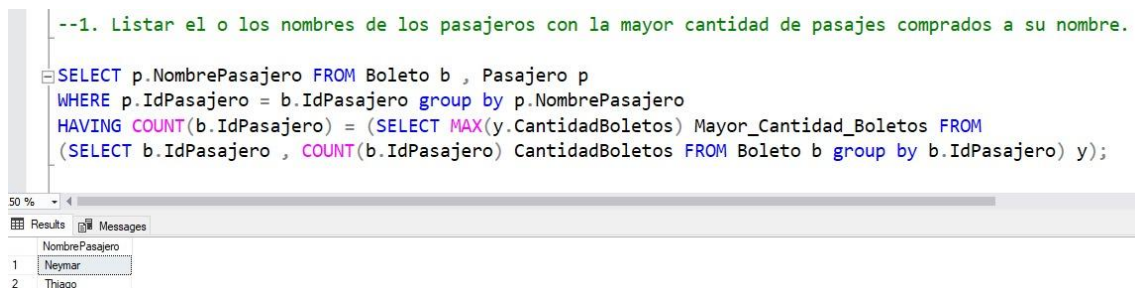 --1. Listar el o los nombres de los pasajeros con la mayor cantidad de pasajes comprados a su nombre.
SELECT p.NombrePasajero FROM Boleto b , Pasajero p
WHERE p.IdPasajero = b.IdPasajero group by p.NombrePasajero
HAVING COUNT(b.IdPasajero) = (SELECT MAX(y.CantidadBoletos) Mayor_Cantidad_Boletos FROM
(SELECT b.IdPasajero , COUNT(b.IdPasajero) CantidadBoletos FROM Boleto b group by b.IdPasajero) y);
50 %
Results Messages
NombrePasajero
1 Neymar
2 Thiago